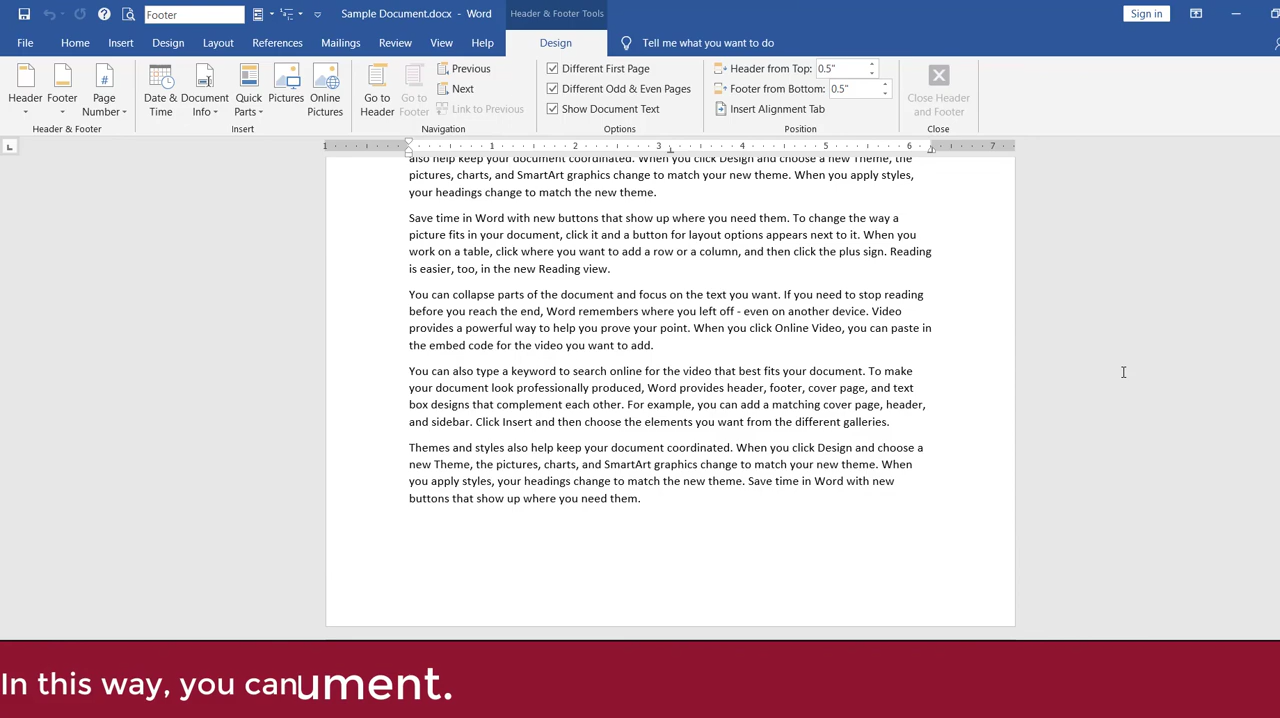 Footer
Sample Document.docx - Word
Header & Footer Tools
Sign in
File Home Insert Design Layout References Mailings Review View Help Design Tell me what you want to do
Header Footer Page Number
Header & Footer
Date & Time Document Info Quick Parts Pictures Online Pictures
Insert
Go to Header Go to Footer Previous Next Link to Previous
Navigation
Different First Page
Different Odd & Even Pages
Show Document Text
Options
Header from Top: 0.5"
Footer from Bottom: 0.5"
Insert Alignment Tab
Position
Close Header and Footer
Close
1 1 2 3 4 5 6 7
also help keep your document coordinated. When you click Design and choose a new Theme, the
pictures, charts, and SmartArt graphics change to match your new theme. When you apply styles,
your headings change to match the new theme.
Save time in Word with new buttons that show up where you need them. To change the way a
picture fits in your document, click it and a button for layout options appears next to it. When you
work on a table, click where you want to add a row or a column, and then click the plus sign. Reading
is easier, too, in the new Reading view.
You can collapse parts of the document and focus on the text you want. If you need to stop reading
before you reach the end, Word remembers where you left off - even on another device. Video
provides a powerful way to help you prove your point. When you click Online Video, you can paste in
the embed code for the video you want to add.
You can also type a keyword to search online for the video that best fits your document. To make
your document look professionally produced, Word provides header, footer, cover page, and text
box designs that complement each other. For example, you can add a matching cover page, header,
and sidebar. Click Insert and then choose the elements you want from the different galleries.
Themes and styles also help keep your document coordinated. When you click Design and choose a
new Theme, the pictures, charts, and SmartArt graphics change to match your new theme. When
you apply styles, your headings change to match the new theme. Save time in Word with new
buttons that show up where you need them.
In this way, you can ument.